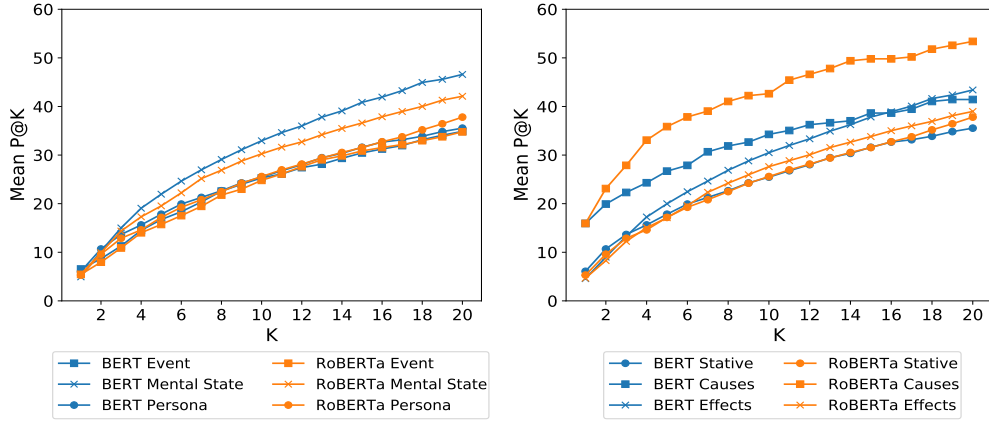 60
50
40
30
20
10
0
Mean P@K
2 4 6 8 10 12 14 16 18 20
K
BERT Event
BERT Mental State
BERT Persona
RoBERTa Event
RoBERTa Mental State
RoBERTa Persona
60
50
40
30
20
10
0
Mean P@K
2 4 6 8 10 12 14 16 18 20
K
BERT Stative
BERT Causes
BERT Effects
RoBERTa Stative
RoBERTa Causes
RoBERTa Effects